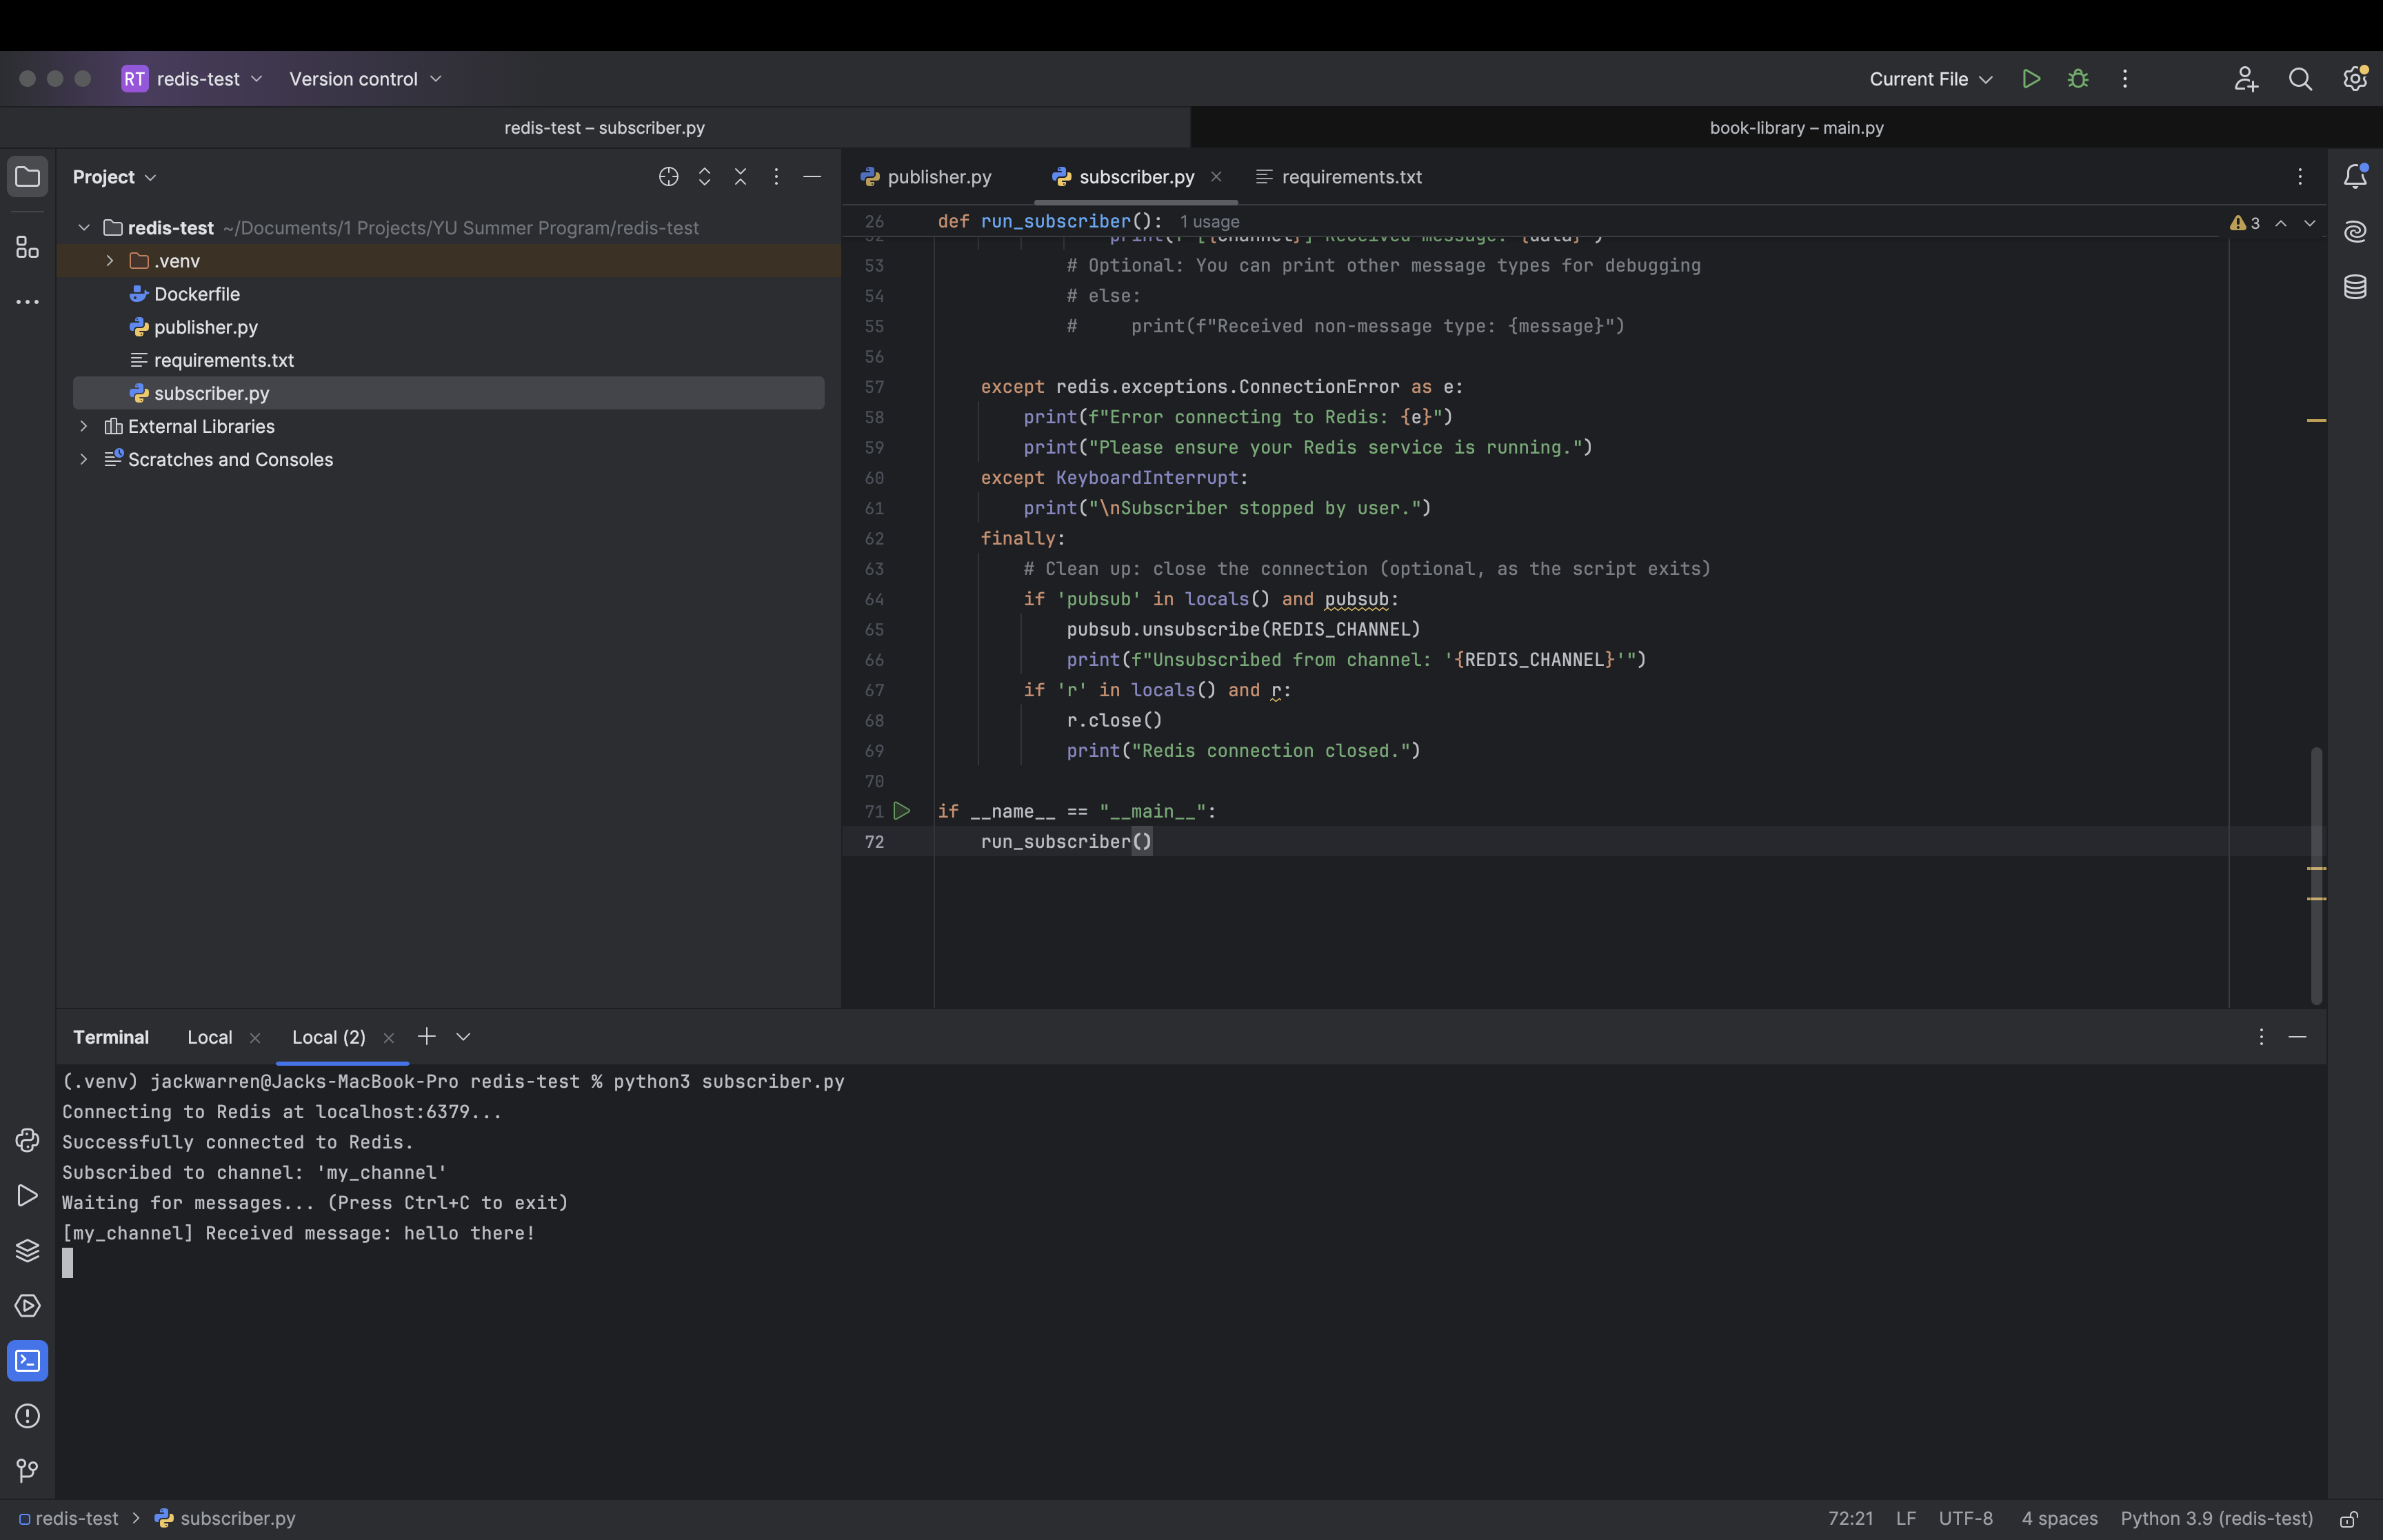 RT redis-test Version control Current File
redis-test – subscriber.py book-library – main.py
Project
redis-test ~/Documents/1 Projects/YU Summer Program/redis-test
.venv
Dockerfile
publisher.py
requirements.txt
subscriber.py
External Libraries
Scratches and Consoles
publisher.py subscriber.py requirements.txt
26 def run_subscriber(): 1 usage 3
53 # Optional: You can print other message types for debugging
54 # else:
55 #     print(f"Received non-message type: {message}")
56
57 except redis.exceptions.ConnectionError as e:
58 print(f"Error connecting to Redis: {e}")
59 print("Please ensure your Redis service is running.")
60 except KeyboardInterrupt:
61 print("\nSubscriber stopped by user.")
62 finally:
63 # Clean up: close the connection (optional, as the script exits)
64 if 'pubsub' in locals() and pubsub:
65 pubsub.unsubscribe(REDIS_CHANNEL)
66 print(f"Unsubscribed from channel: '{REDIS_CHANNEL}'")
67 if 'r' in locals() and r:
68 r.close()
69 print("Redis connection closed.")
70
71 if __name__ == "__main__":
72 run_subscriber()
Terminal Local Local (2)
(.venv) jackwarren@Jacks-MacBook-Pro redis-test % python3 subscriber.py
Connecting to Redis at localhost:6379...
Successfully connected to Redis.
Subscribed to channel: 'my_channel'
Waiting for messages... (Press Ctrl+C to exit)
[my_channel] Received message: hello there!
redis-test > subscriber.py 72:21 LF UTF-8 4 spaces Python 3.9 (redis-test)